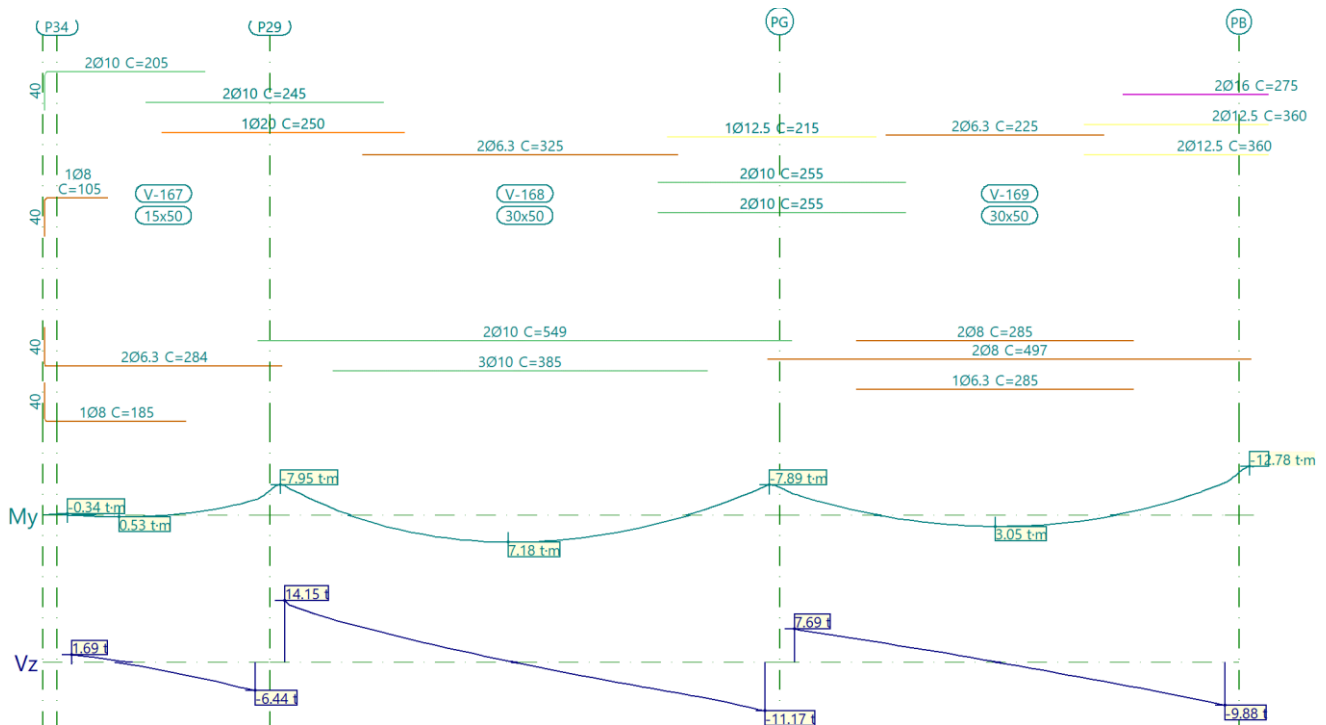 P34
P29
PG
PB
2Ø10 C=205
40
2Ø10 C=245
1Ø20 C=250
2Ø6.3 C=325
1Ø12.5 C=215
2Ø6.3 C=225
2Ø16 C=275
2Ø12.5 C=360
2Ø12.5 C=360
1Ø8
C=105
40
V-167
15x50
V-168
30x50
2Ø10 C=255
2Ø10 C=255
V-169
30x50
40
2Ø6.3 C=284
2Ø10 C=549
3Ø10 C=385
2Ø8 C=285
2Ø8 C=497
1Ø6.3 C=285
40
1Ø8 C=185
My
-0.34 t·m
0.53 t·m
-7.95 t·m
7.18 t·m
-7.89 t·m
3.05 t·m
-12.78 t·m
Vz
1.69 t
-6.44 t
14.15 t
-11.17 t
7.69 t
-9.88 t